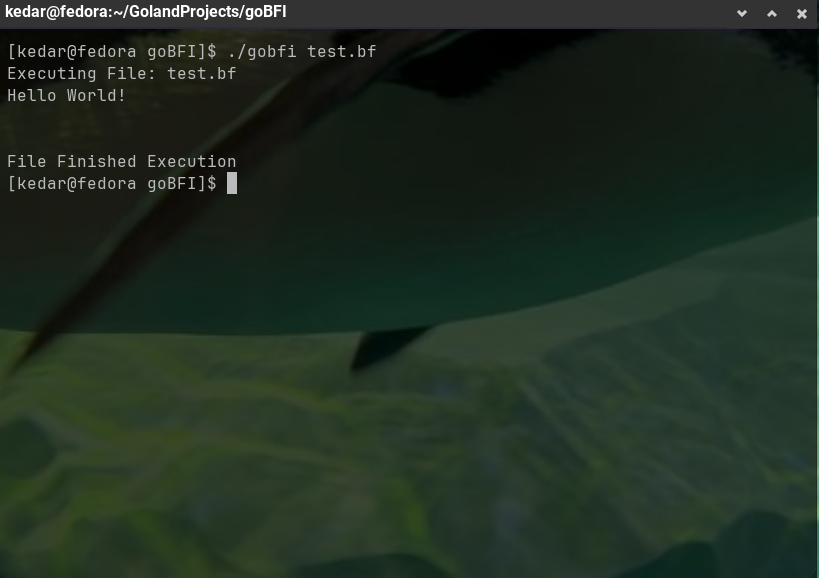 kedar@fedora:~/GolandProjects/goBFI
[kedar@fedora goBFI]$ ./gobfi test.bf
Executing File: test.bf
Hello World!
File Finished Execution
[kedar@fedora goBFI]$